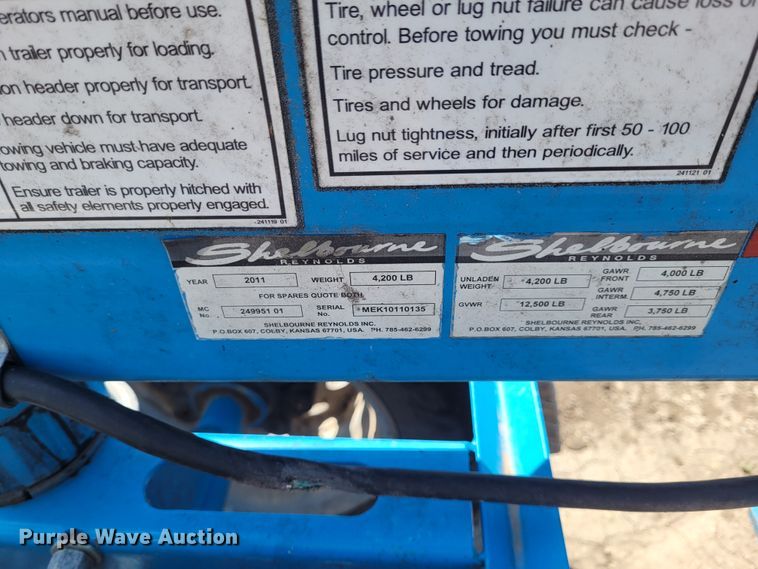 erators manual before use.
trailer properly for loading.
on header properly for transport.
header down for transport.
owing vehicle must have adequate
towing and braking capacity.
Ensure trailer is properly hitched with
all safety elements properly engaged.
241119 01
Tire, wheel or lug nut failure can cause loss of
control. Before towing you must check -
Tire pressure and tread.
Tires and wheels for damage.
Lug nut tightness, initially after first 50 - 100
miles of service and then periodically.
241121 01
Shelbourne
REYNOLDS
YEAR 2011 WEIGHT 4,200 LB
FOR SPARES QUOTE BOTH
MC No. 249951 01 SERIAL No. MEK10110135
SHELBOURNE REYNOLDS INC,
P.O.BOX 607, COLBY, KANSAS 67701, USA. PH. 785-462-6299
Shelbourne
REYNOLDS
UNLADEN WEIGHT 4,200 LB GAWR FRONT 4,000 LB
GAWR INTERM. 4,750 LB
GVWR 12,500 LB GAWR REAR 3,750 LB
SHELBOURNE REYNOLDS INC,
P.O.BOX 607, COLBY, KANSAS 67701, USA. PH. 785-462-6299
Purple Wave Auction